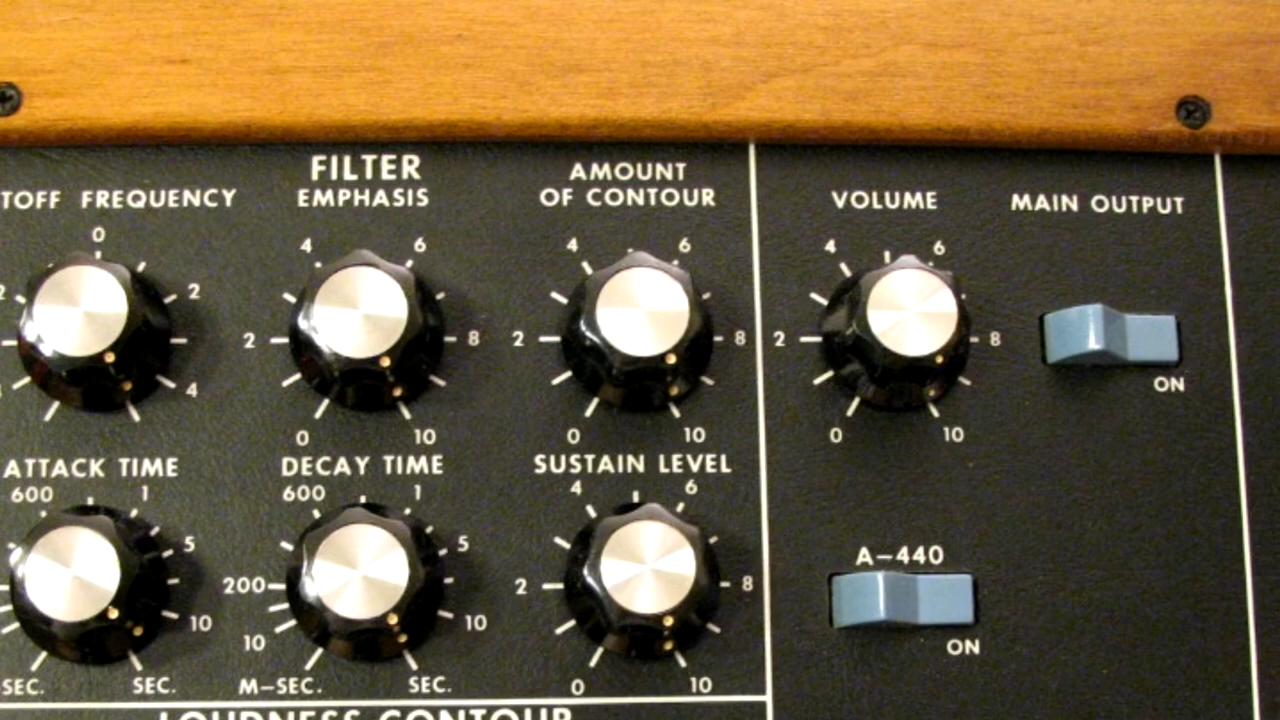 FILTER
TOFF FREQUENCY EMPHASIS AMOUNT OF CONTOUR VOLUME MAIN OUTPUT
0 4 6 4 6 4 6
2 2 2 8 2 8 2 8
4 ON
0 10 0 10 0 10
ATTACK TIME DECAY TIME SUSTAIN LEVEL
600 1 600 1 4 6
5 5 A-440
200 2 8
10 10 10 ON
SEC. SEC. M-SEC. SEC. 0 10
LOUDNESS CONTOUR